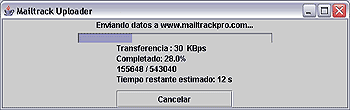 Mailtrack Uploader
Enviando datos a www.mailtrackpro.com...
Transferencia : 30 KBps
Completado: 28.0%
155648 / 543040
Tiempo restante estimado: 12 s
Cancelar